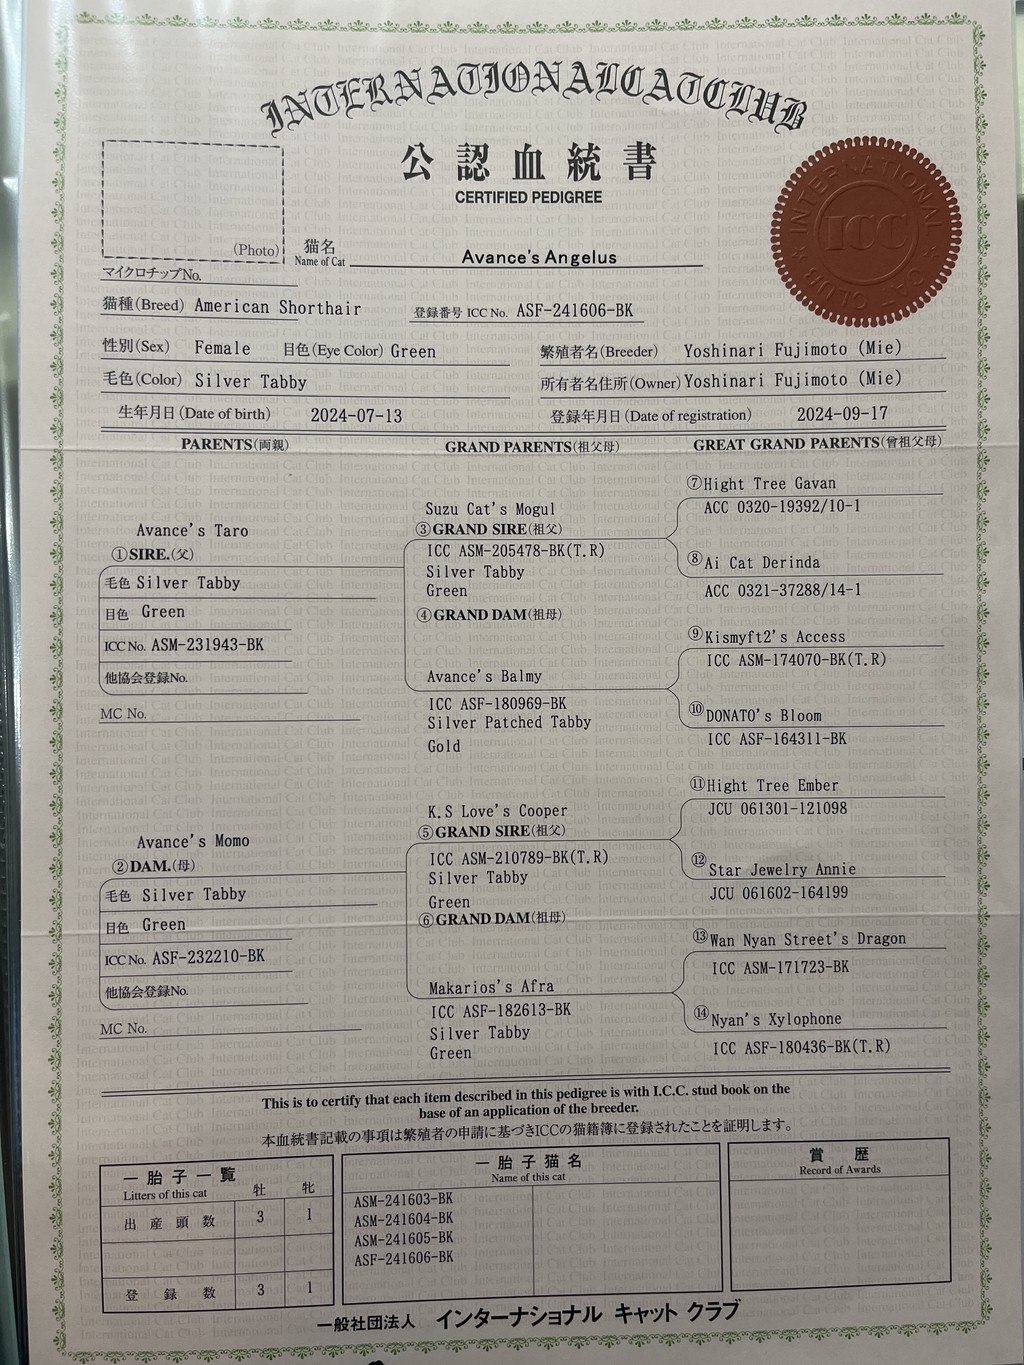 INTERNATIONAL CAT CLUB
公認血統書
CERTIFIED PEDIGREE
INTERNATIONAL CAT CLUB
ICC
(Photo)
猫名
Name of Cat
Avance's Angelus
マイクロチップNo.
猫種(Breed) American Shorthair
登録番号 ICC No. ASF-241606-BK
性別(Sex) Female 目色(Eye Color) Green
繁殖者名(Breeder) Yoshinari Fujimoto (Mie)
毛色(Color) Silver Tabby
所有者名住所(Owner) Yoshinari Fujimoto (Mie)
生年月日(Date of birth) 2024-07-13
登録年月日(Date of registration) 2024-09-17
PARENTS(両親)
GRAND PARENTS(祖父母)
GREAT GRAND PARENTS(曾祖父母)
Avance's Taro
①SIRE.(父)
毛色 Silver Tabby
目色 Green
ICC No. ASM-231943-BK
他協会登録No.
MC No.
Suzu Cat's Mogul
③GRAND SIRE(祖父)
ICC ASM-205478-BK(T.R)
Silver Tabby
Green
④GRAND DAM(祖母)
Avance's Balmy
ICC ASF-180969-BK
Silver Patched Tabby
Gold
⑦Hight Tree Gavan
ACC 0320-19392/10-1
⑧Ai Cat Derinda
ACC 0321-37288/14-1
⑨Kismyft2's Access
ICC ASM-174070-BK(T.R)
⑩DONATO's Bloom
ICC ASF-164311-BK
Avance's Momo
②DAM.(母)
毛色 Silver Tabby
目色 Green
ICC No. ASF-232210-BK
他協会登録No.
MC No.
K.S Love's Cooper
⑤GRAND SIRE(祖父)
ICC ASM-210789-BK(T.R)
Silver Tabby
Green
⑥GRAND DAM(祖母)
Makarios's Afra
ICC ASF-182613-BK
Silver Tabby
Green
⑪Hight Tree Ember
JCU 061301-121098
⑫Star Jewelry Annie
JCU 061602-164199
⑬Wan Nyan Street's Dragon
ICC ASM-171723-BK
⑭Nyan's Xylophone
ICC ASF-180436-BK(T.R)
This is to certify that each item described in this pedigree is with I.C.C. stud book on the
base of an application of the breeder.
本血統書記載の事項は繁殖者の申請に基づきICCの猫籍簿に登録されたことを証明します。
一胎子一覧
Litters of this cat
牡 牝
出産頭数 3 1
登録数 3 1
一胎子猫名
Name of this cat
ASM-241603-BK
ASM-241604-BK
ASM-241605-BK
ASF-241606-BK
賞歴
Record of Awards
一般社団法人 インターナショナル キャット クラブ